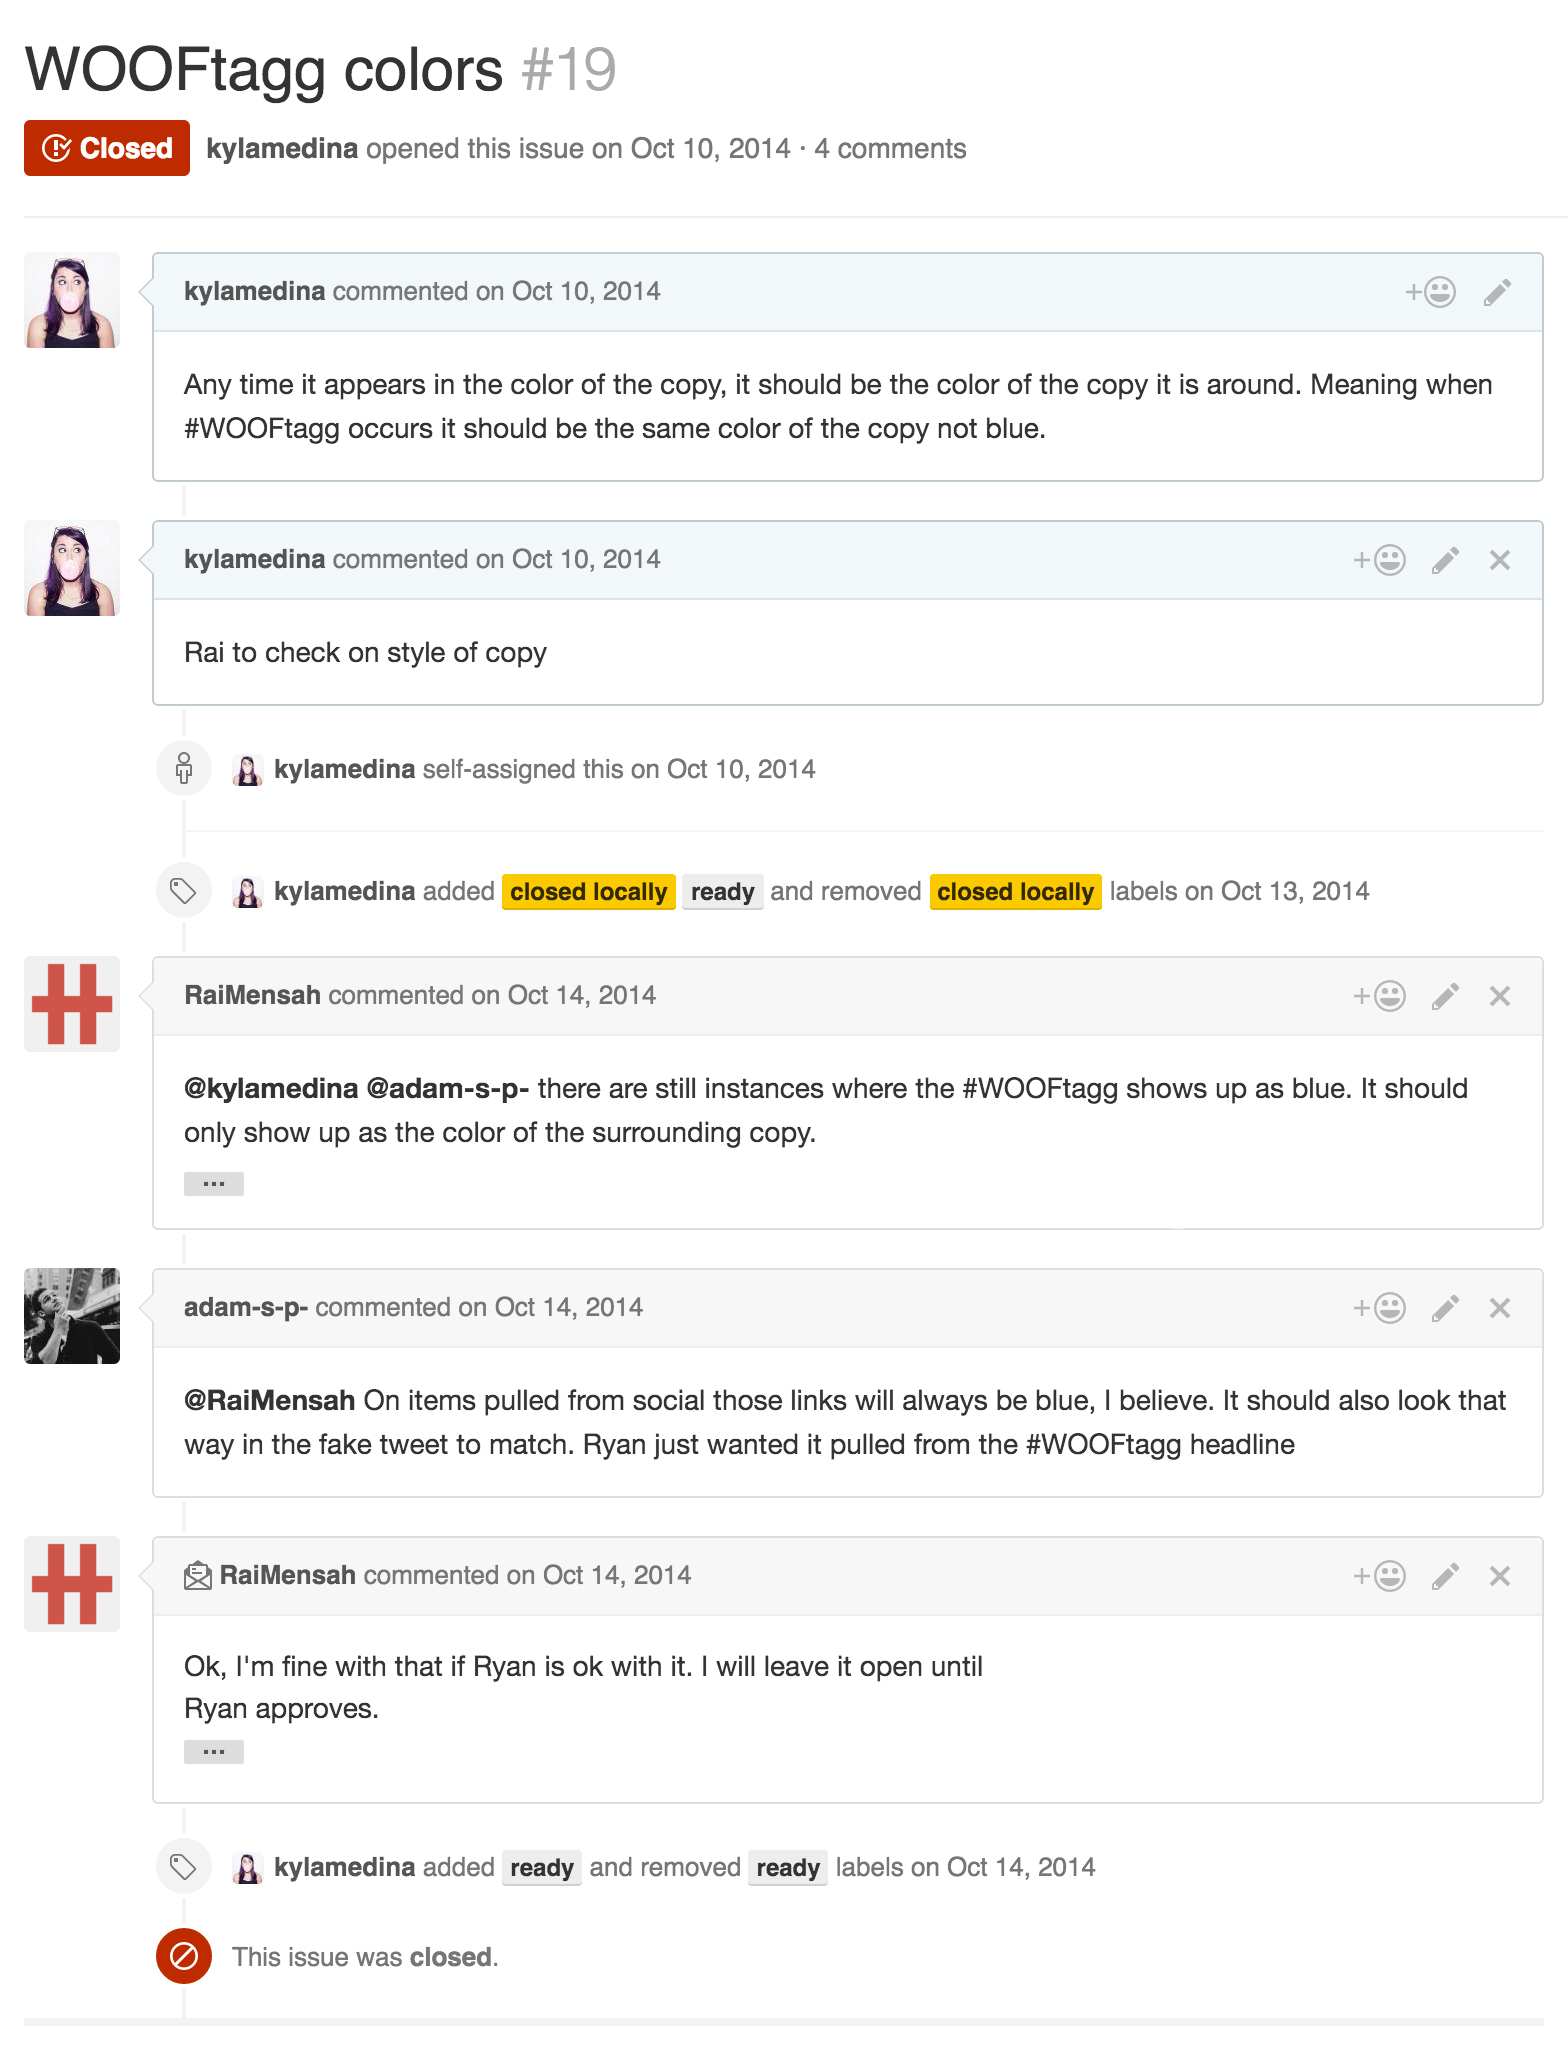 WOOFtagg colors #19
Closed kylamedina opened this issue on Oct 10, 2014 · 4 comments
kylamedina commented on Oct 10, 2014
Any time it appears in the color of the copy, it should be the color of the copy it is around. Meaning when
#WOOFtagg occurs it should be the same color of the copy not blue.
kylamedina commented on Oct 10, 2014
Rai to check on style of copy
kylamedina self-assigned this on Oct 10, 2014
kylamedina added closed locally ready and removed closed locally labels on Oct 13, 2014
RaiMensah commented on Oct 14, 2014
@kylamedina @adam-s-p- there are still instances where the #WOOFtagg shows up as blue. It should
only show up as the color of the surrounding copy.
...
adam-s-p- commented on Oct 14, 2014
@RaiMensah On items pulled from social those links will always be blue, I believe. It should also look that
way in the fake tweet to match. Ryan just wanted it pulled from the #WOOFtagg headline
RaiMensah commented on Oct 14, 2014
Ok, I'm fine with that if Ryan is ok with it. I will leave it open until
Ryan approves.
...
kylamedina added ready and removed ready labels on Oct 14, 2014
This issue was closed.